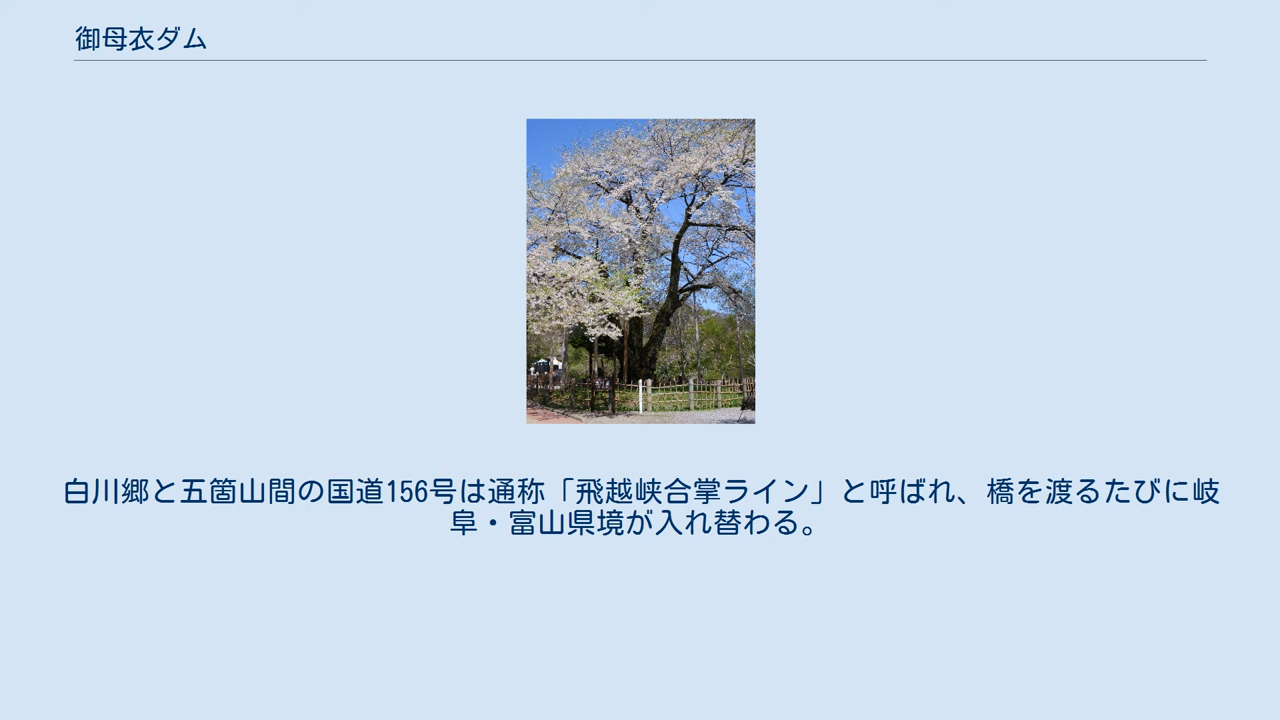 御母衣ダム
白川郷と五箇山間の国道156号は通称「飛越峡合掌ライン」と呼ばれ、橋を渡るたびに岐
阜・富山県境が入れ替わる。